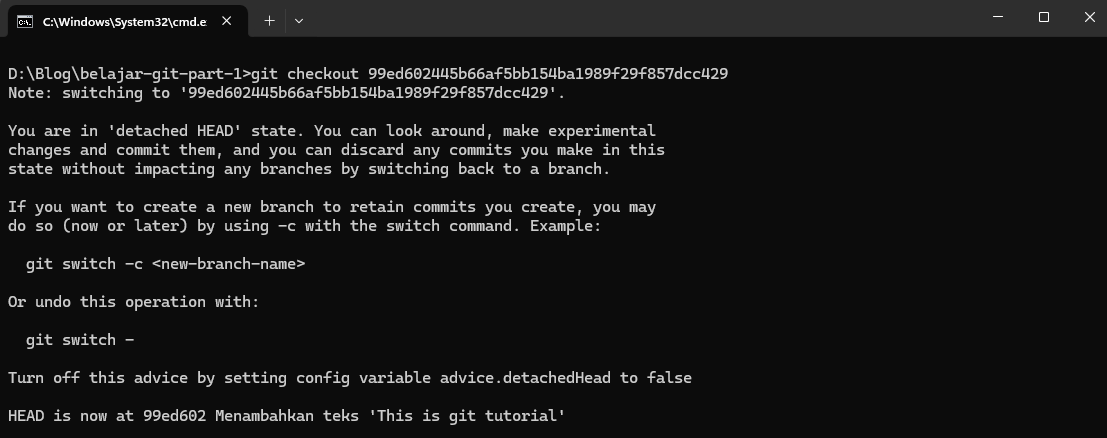 C:\Windows\System32\cmd.e
D:\Blog\belajar-git-part-1>git checkout 99ed602445b66af5bb154ba1989f29f857dcc429
Note: switching to '99ed602445b66af5bb154ba1989f29f857dcc429'.
You are in 'detached HEAD' state. You can look around, make experimental
changes and commit them, and you can discard any commits you make in this
state without impacting any branches by switching back to a branch.
If you want to create a new branch to retain commits you create, you may
do so (now or later) by using -c with the switch command. Example:
git switch -c <new-branch-name>
Or undo this operation with:
git switch -
Turn off this advice by setting config variable advice.detachedHead to false
HEAD is now at 99ed602 Menambahkan teks 'This is git tutorial'